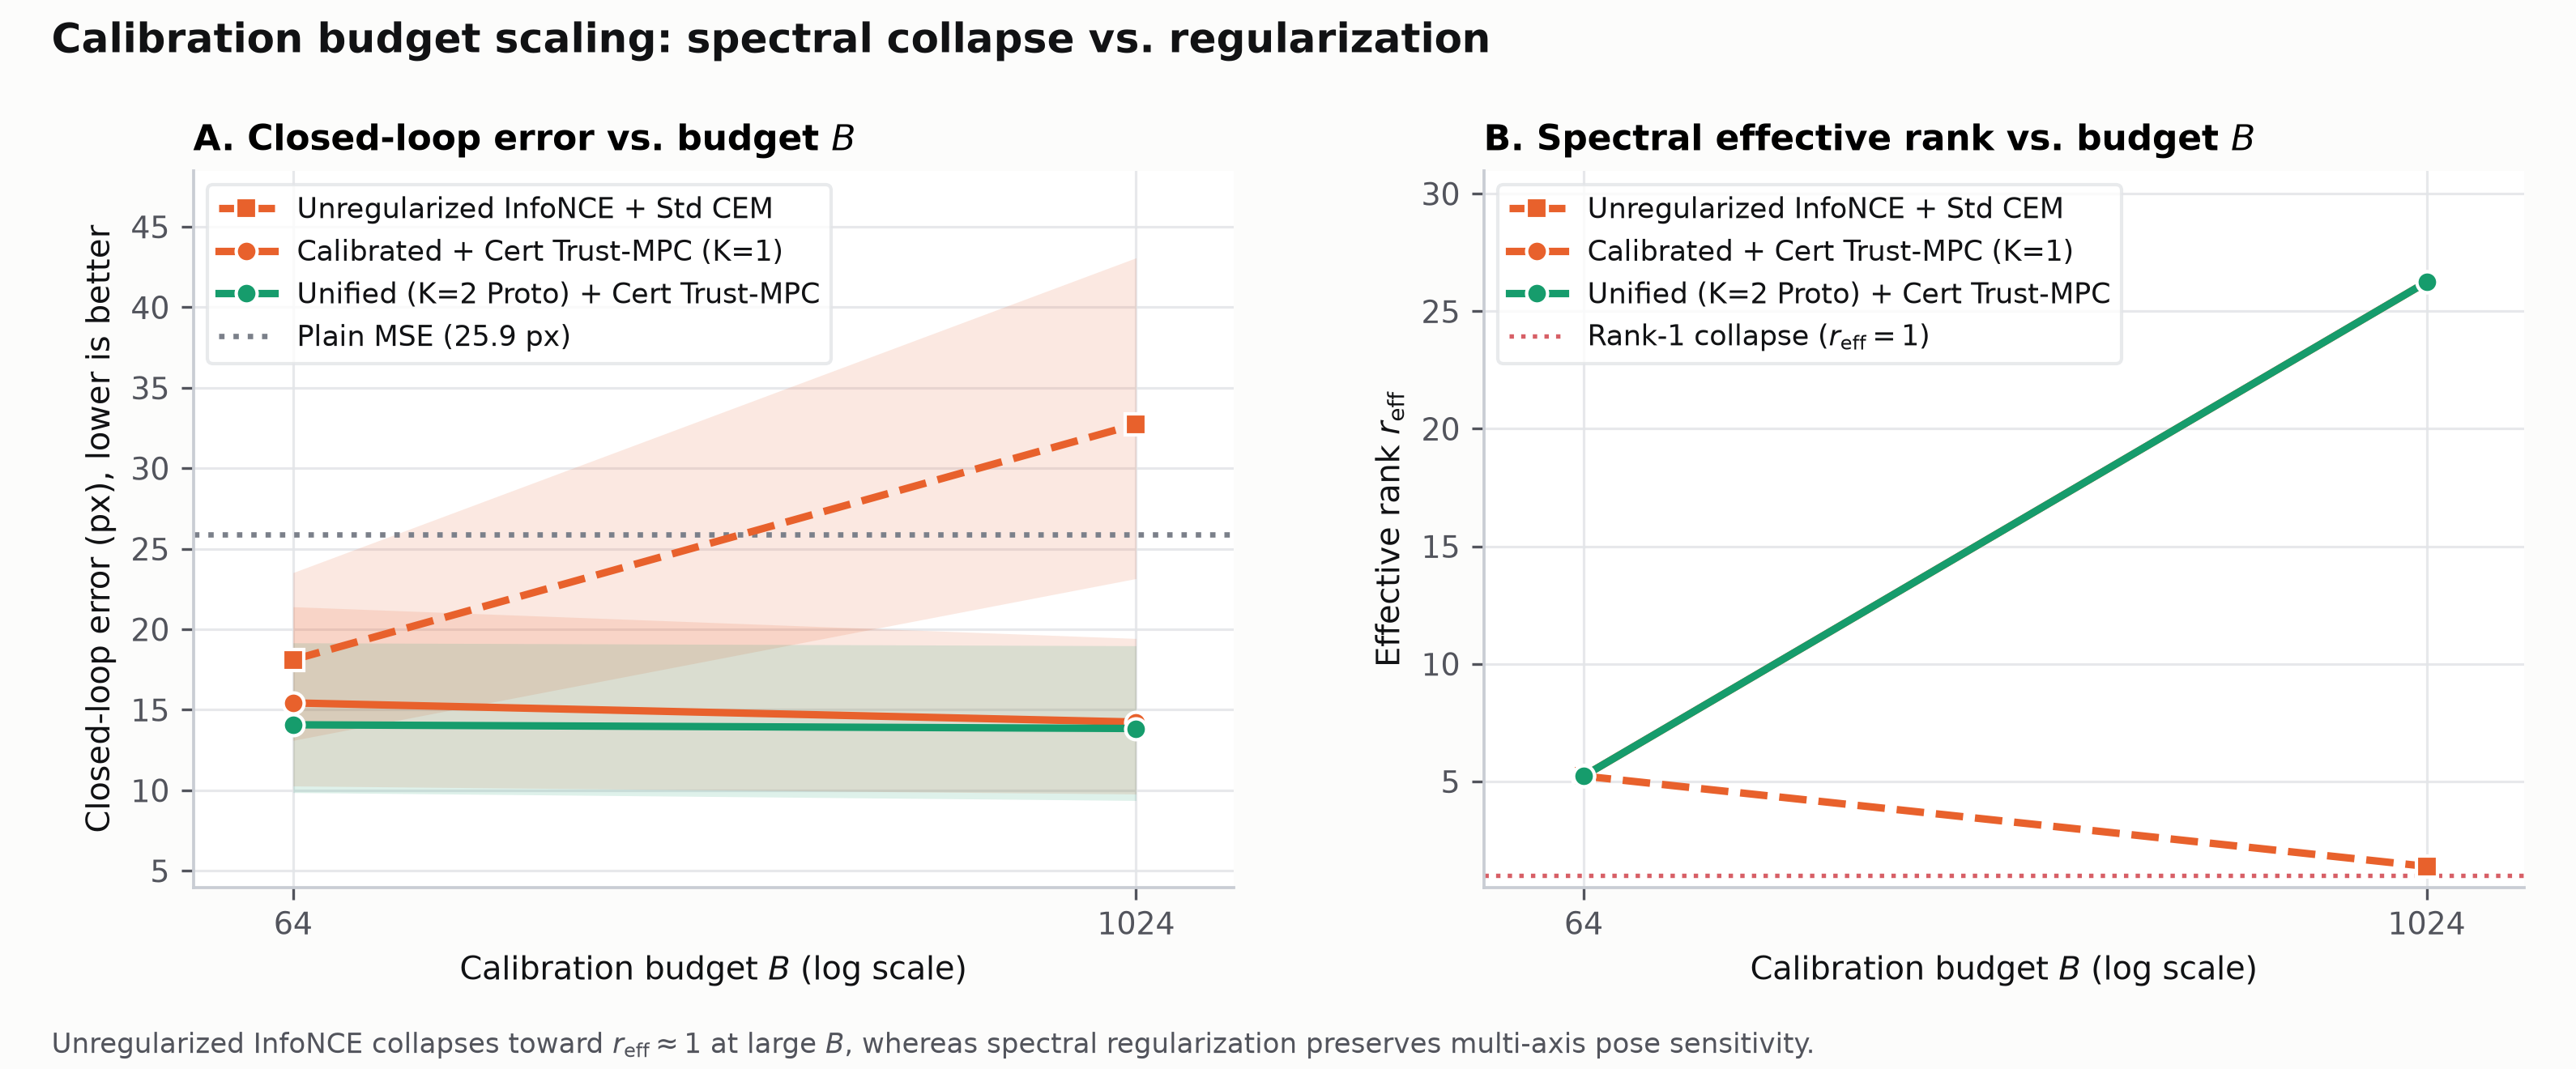 Calibration budget scaling: spectral collapse vs. regularization
A. Closed-loop error vs. budget B
Unregularized InfoNCE + Std CEM
Calibrated + Cert Trust-MPC (K=1)
Unified (K=2 Proto) + Cert Trust-MPC
Plain MSE (25.9 px)
Closed-loop error (px), lower is better
45
40
35
30
25
20
15
10
5
64
1024
Calibration budget B (log scale)
B. Spectral effective rank vs. budget B
Unregularized InfoNCE + Std CEM
Calibrated + Cert Trust-MPC (K=1)
Unified (K=2 Proto) + Cert Trust-MPC
Rank-1 collapse (r_eff = 1)
Effective rank r_eff
30
25
20
15
10
5
64
1024
Calibration budget B (log scale)
Unregularized InfoNCE collapses toward r_eff ≈ 1 at large B, whereas spectral regularization preserves multi-axis pose sensitivity.